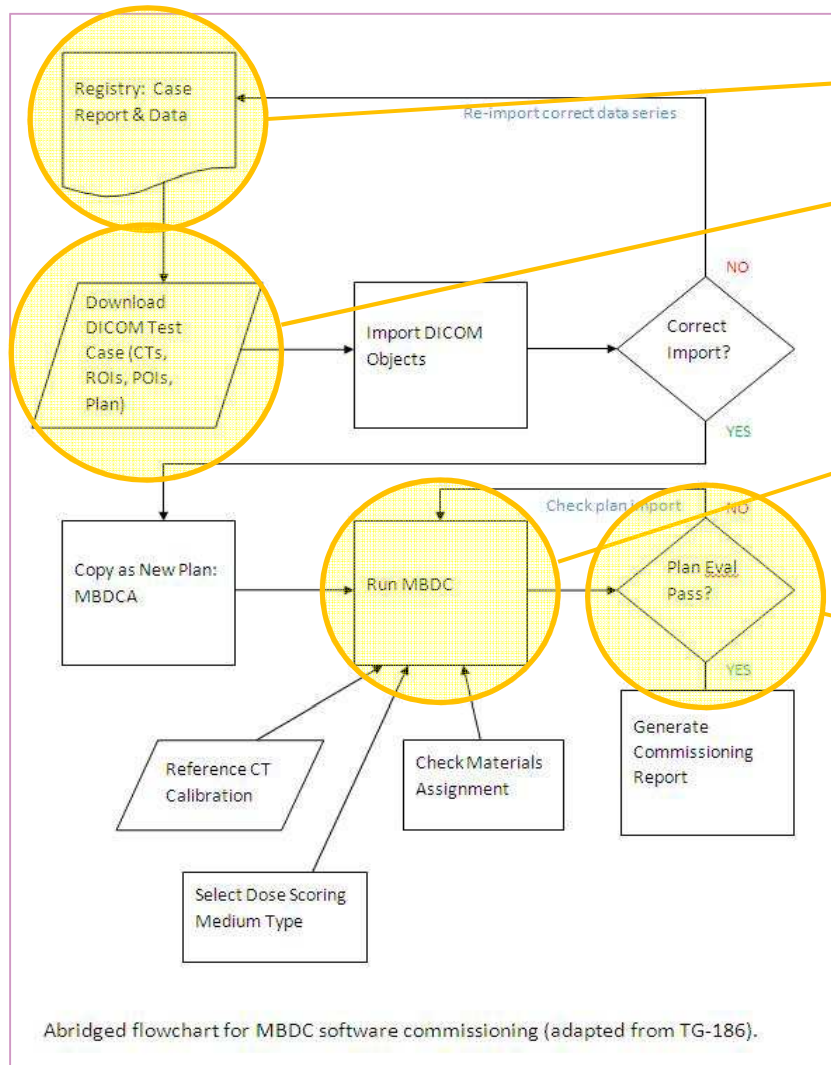 Registry: Case
Report & Data
Re-import correct data series
NO
Download
DICOM Test
Case (CTs,
ROIs, POIs,
Plan)
Import DICOM
Objects
Correct
Import?
YES
Check plan import
NO
Copy as New Plan:
MBDCA
Run MBDC
Plan Eval
Pass?
YES
Reference CT
Calibration
Check Materials
Assignment
Generate
Commissioning
Report
Select Dose Scoring
Medium Type
Abridged flowchart for MBDC software commissioning (adapted from TG-186).